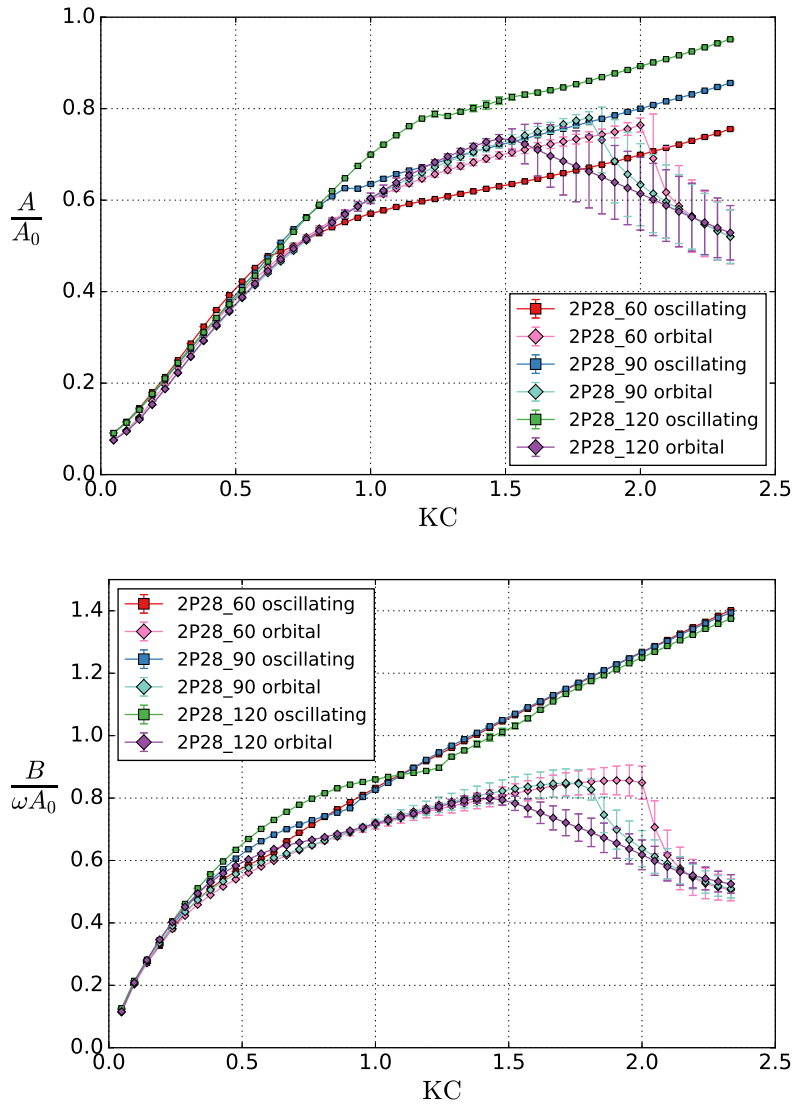 1.0
0.8
0.6
0.4
0.2
0.0
A
A0
2P28_60 oscillating
2P28_60 orbital
2P28_90 oscillating
2P28_90 orbital
2P28_120 oscillating
2P28_120 orbital
0.0 0.5 1.0 1.5 2.0 2.5
KC
1.4
1.2
1.0
0.8
0.6
0.4
0.2
0.0
B
ωA0
2P28_60 oscillating
2P28_60 orbital
2P28_90 oscillating
2P28_90 orbital
2P28_120 oscillating
2P28_120 orbital
0.0 0.5 1.0 1.5 2.0 2.5
KC